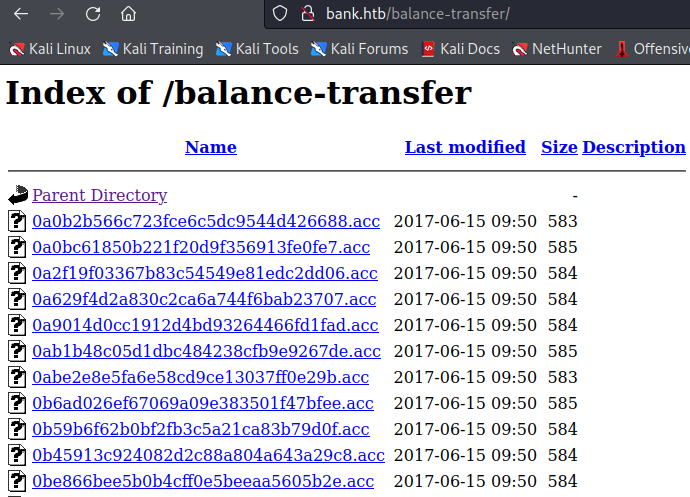 bank.htb/balance-transfer/
Kali Linux Kali Training Kali Tools Kali Forums Kali Docs NetHunter Offensiv
Index of /balance-transfer
Name Last modified Size Description
Parent Directory -
0a0b2b566c723fce6c5dc9544d426688.acc 2017-06-15 09:50 583
0a0bc61850b221f20d9f356913fe0fe7.acc 2017-06-15 09:50 585
0a2f19f03367b83c54549e81edc2dd06.acc 2017-06-15 09:50 584
0a629f4d2a830c2ca6a744f6bab23707.acc 2017-06-15 09:50 584
0a9014d0cc1912d4bd93264466fd1fad.acc 2017-06-15 09:50 584
0ab1b48c05d1dbc484238cfb9e9267de.acc 2017-06-15 09:50 585
0abe2e8e5fa6e58cd9ce13037ff0e29b.acc 2017-06-15 09:50 583
0b6ad026ef67069a09e383501f47bfee.acc 2017-06-15 09:50 585
0b59b6f62b0bf2fb3c5a21ca83b79d0f.acc 2017-06-15 09:50 584
0b45913c924082d2c88a804a643a29c8.acc 2017-06-15 09:50 584
0be866bee5b0b4cff0e5beeaa5605b2e.acc 2017-06-15 09:50 584